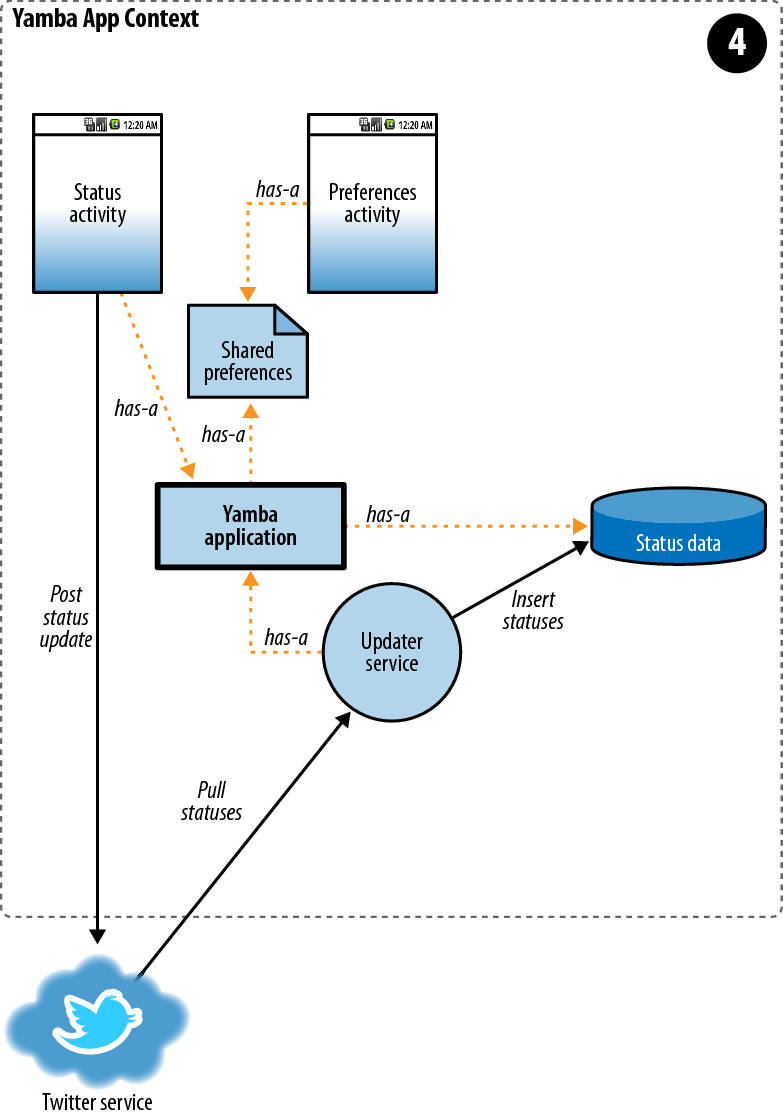 Yamba App Context
4
12:20 AM
12:20 AM
Status
activity
has-a
Preferences
activity
Shared
preferences
has-a
has-a
Yamba
application
has-a
Status data
Post
status
update
Insert
statuses
has-a
Updater
service
Pull
statuses
Twitter service